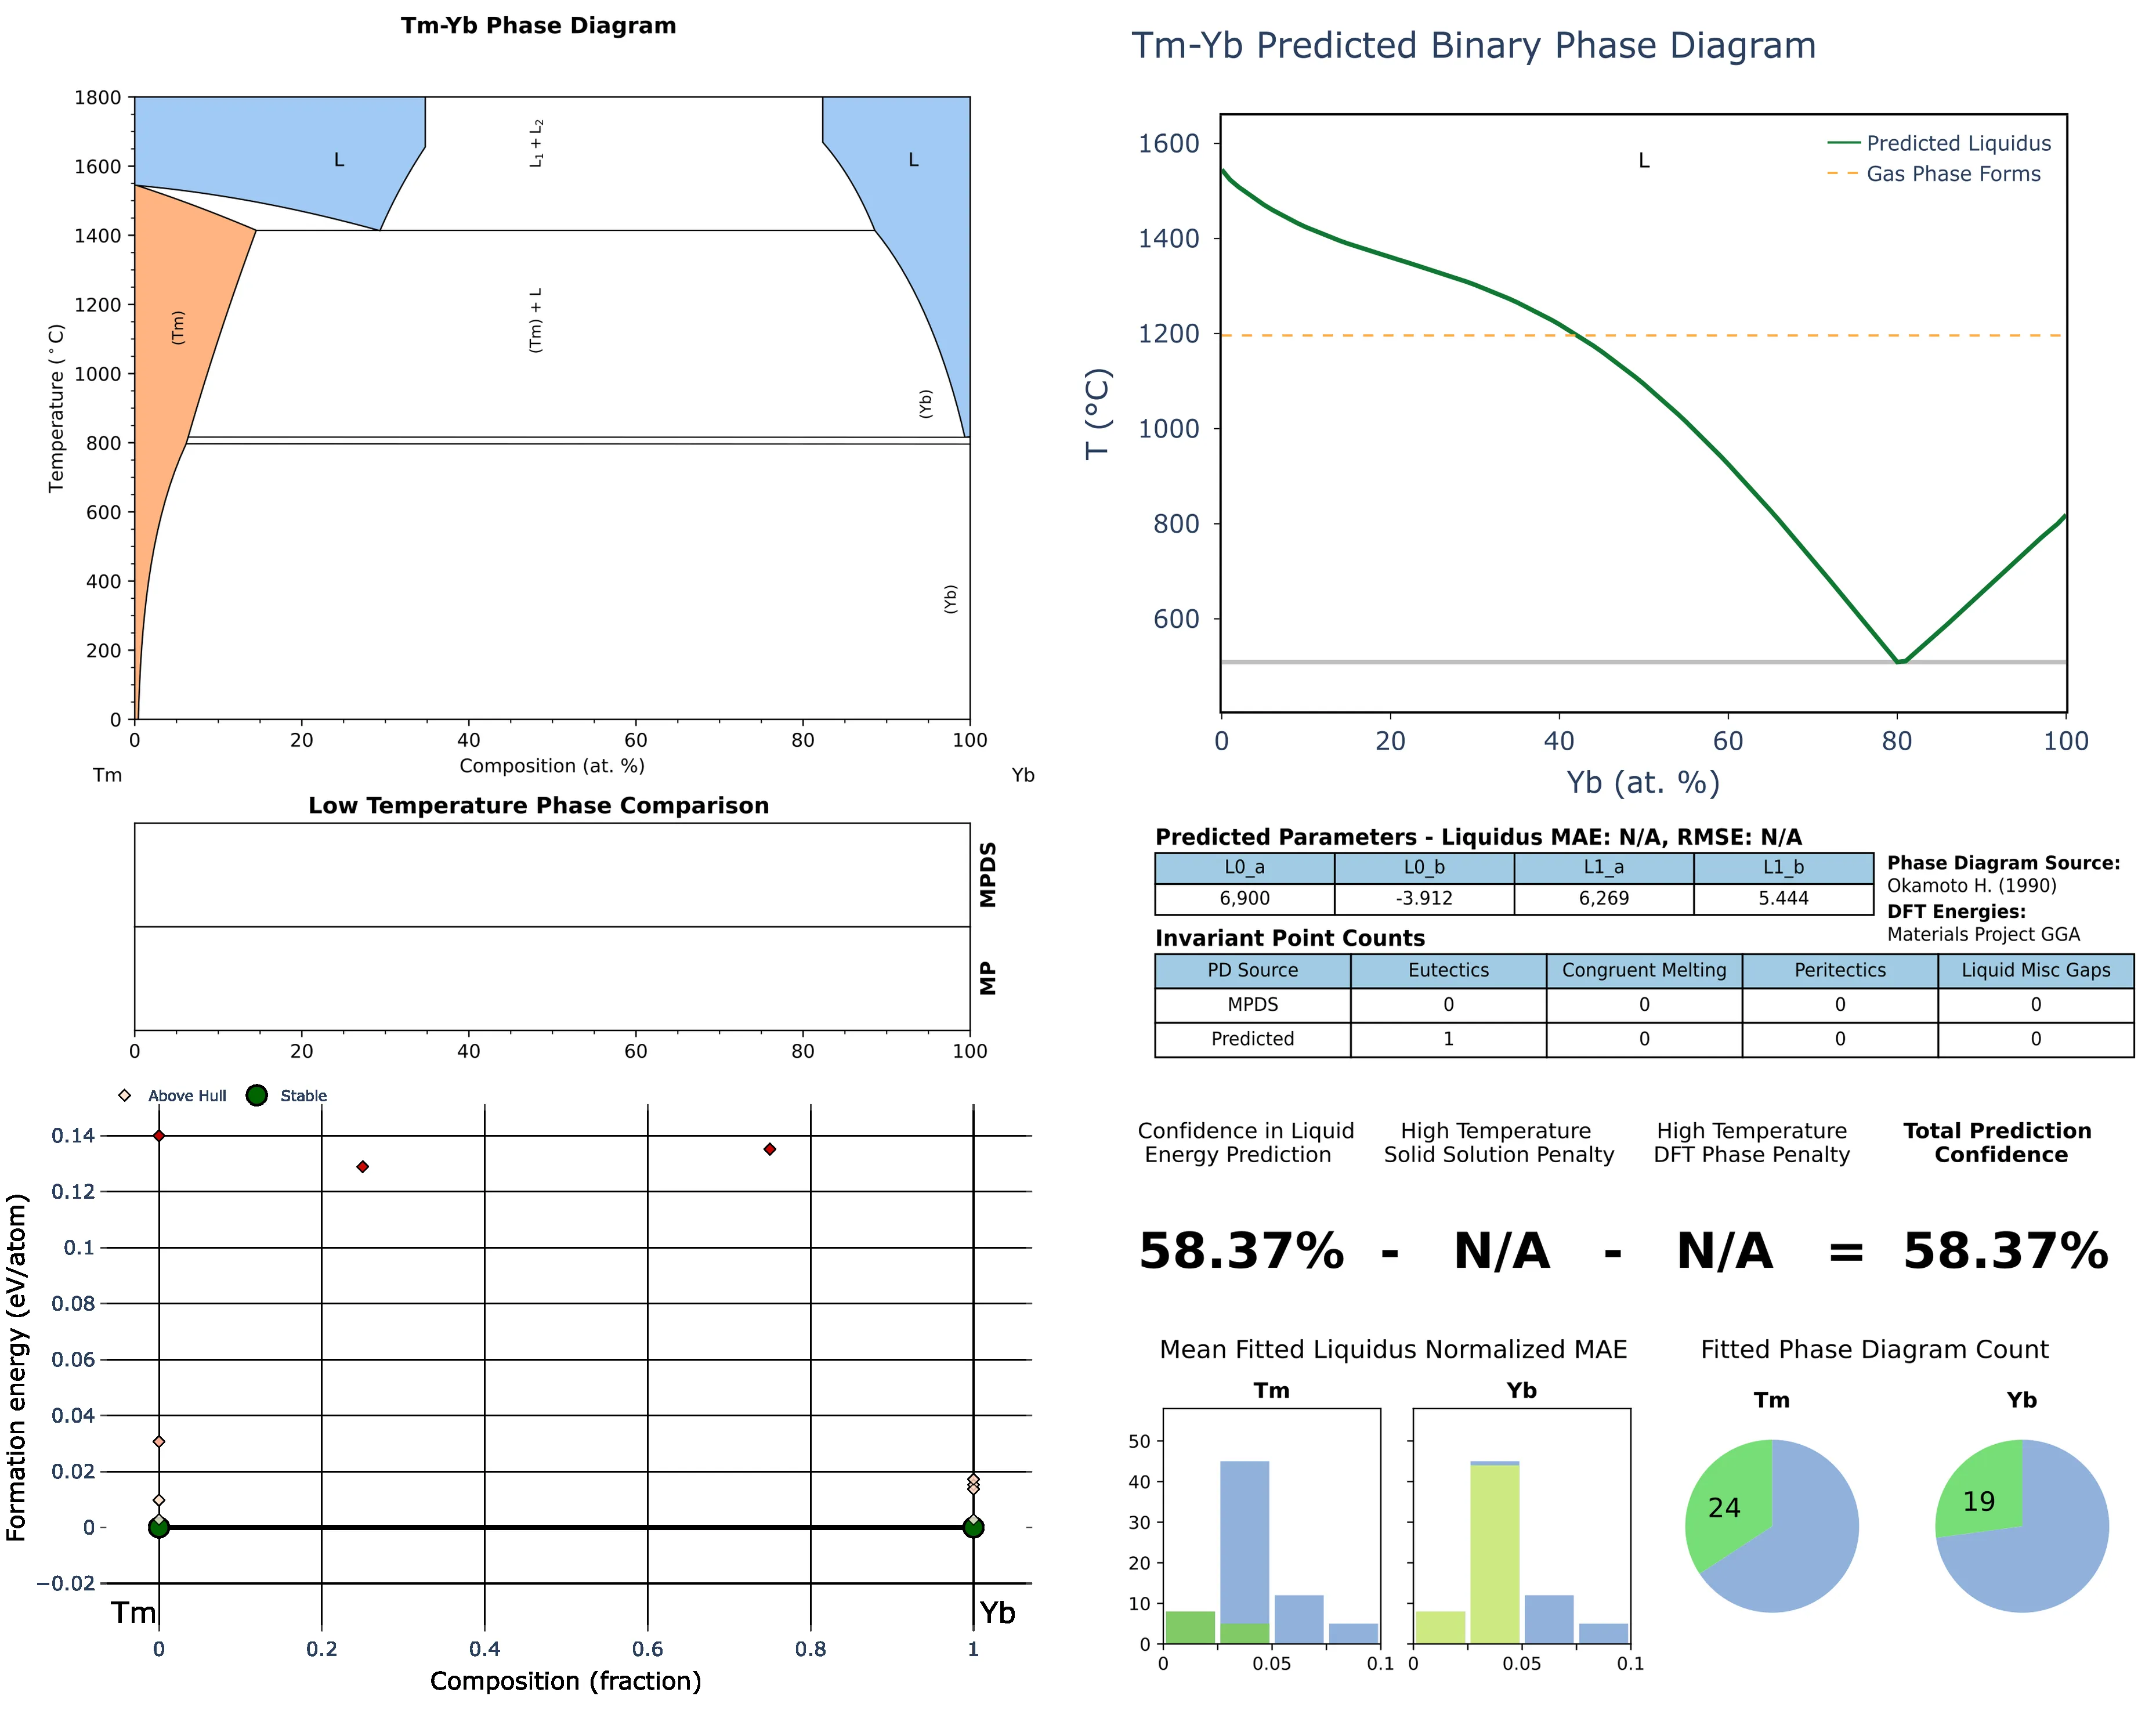 Tm-Yb Phase Diagram
1800
1600
1400
1200
1000
800
600
400
200
0
Temperature (°C)
L
L₁ + L₂
L
(Tm)
(Tm) + L
(Yb)
(Yb)
0 20 40 60 80 100
Composition (at. %)
Tm Yb
Low Temperature Phase Comparison
MPDS
MP
0 20 40 60 80 100
Above Hull Stable
0.14
0.12
0.1
0.08
0.06
0.04
0.02
0
−0.02
Formation energy (eV/atom)
Tm Yb
0 0.2 0.4 0.6 0.8 1
Composition (fraction)
Tm-Yb Predicted Binary Phase Diagram
1600
1400
1200
1000
800
600
T (°C)
L
Predicted Liquidus
Gas Phase Forms
0 20 40 60 80 100
Yb (at. %)
Predicted Parameters - Liquidus MAE: N/A, RMSE: N/A
L0_a L0_b L1_a L1_b
6,900 -3.912 6,269 5.444
Phase Diagram Source:
Okamoto H. (1990)
DFT Energies:
Materials Project GGA
Invariant Point Counts
PD Source Eutectics Congruent Melting Peritectics Liquid Misc Gaps
MPDS 0 0 0 0
Predicted 1 0 0 0
Confidence in Liquid
Energy Prediction
High Temperature
Solid Solution Penalty
High Temperature
DFT Phase Penalty
Total Prediction
Confidence
58.37% - N/A - N/A = 58.37%
Mean Fitted Liquidus Normalized MAE
Tm Yb
50
40
30
20
10
0
0 0.05 0.1 0 0.05 0.1
Fitted Phase Diagram Count
Tm Yb
24 19